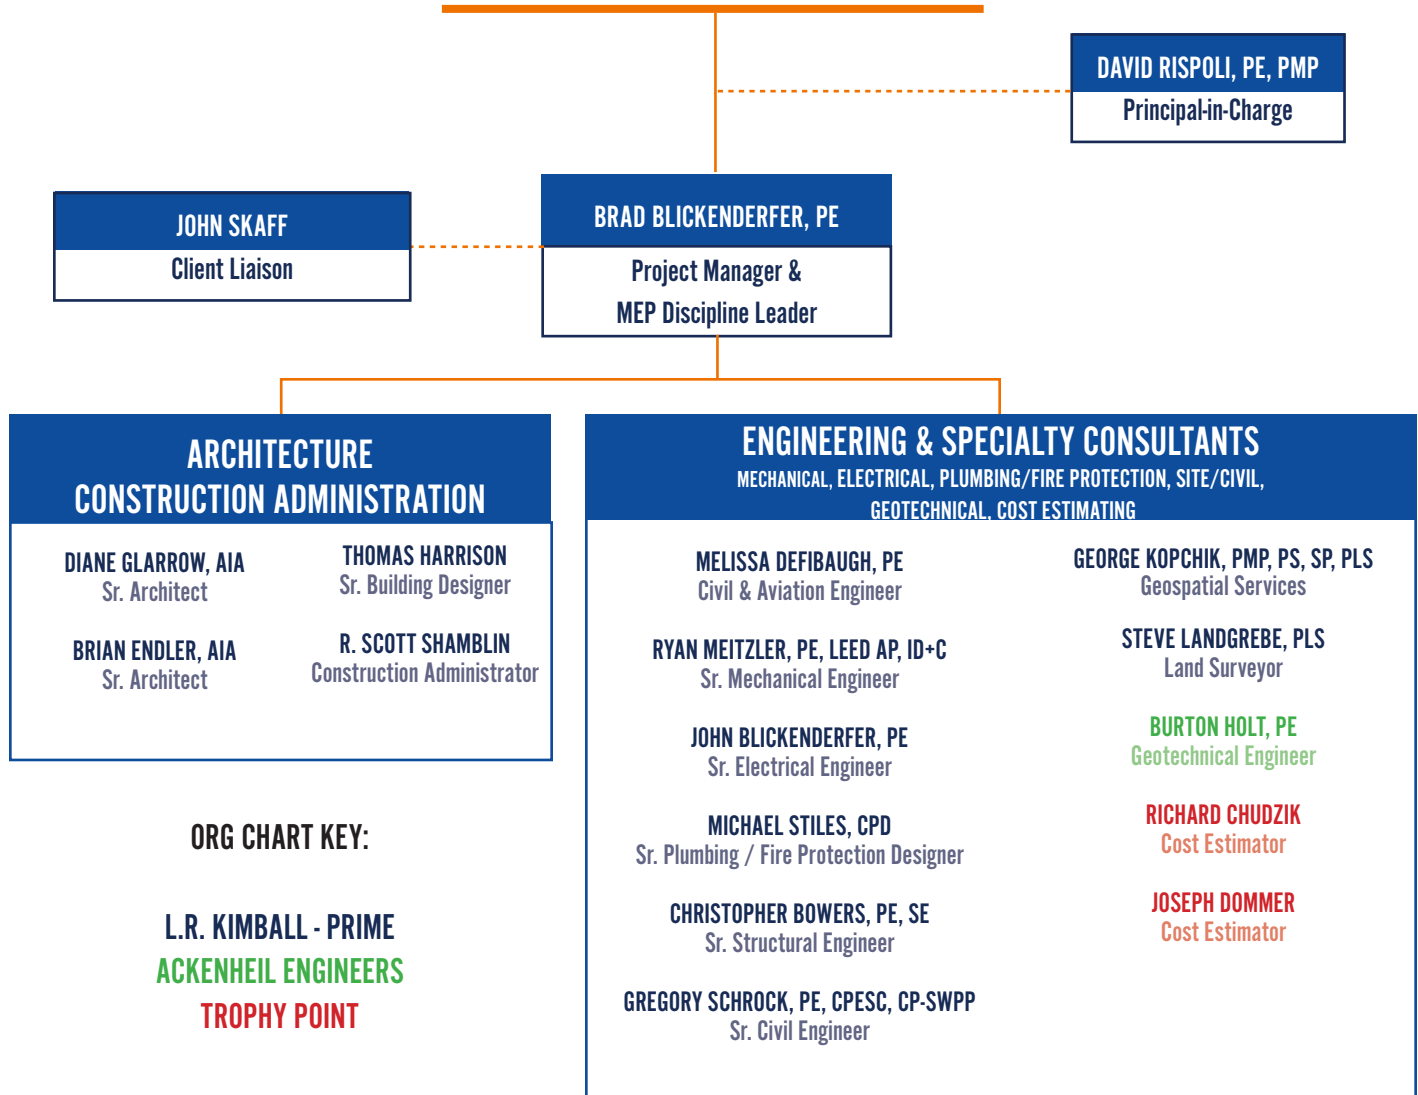 DAVID RISPOLI, PE, PMP
Principal-in-Charge
JOHN SKAFF
Client Liaison
BRAD BLICKENDERFER, PE
Project Manager &
MEP Discipline Leader
ARCHITECTURE
CONSTRUCTION ADMINISTRATION
DIANE GLARROW, AIA
Sr. Architect
BRIAN ENDLER, AIA
Sr. Architect
THOMAS HARRISON
Sr. Building Designer
R. SCOTT SHAMBLIN
Construction Administrator
ENGINEERING & SPECIALTY CONSULTANTS
MECHANICAL, ELECTRICAL, PLUMBING/FIRE PROTECTION, SITE/CIVIL,
GEOTECHNICAL, COST ESTIMATING
MELISSA DEFIBAUGH, PE
Civil & Aviation Engineer
RYAN MEITZLER, PE, LEED AP, ID+C
Sr. Mechanical Engineer
JOHN BLICKENDERFER, PE
Sr. Electrical Engineer
MICHAEL STILES, CPD
Sr. Plumbing / Fire Protection Designer
CHRISTOPHER BOWERS, PE, SE
Sr. Structural Engineer
GREGORY SCHROCK, PE, CPESC, CP-SWPP
Sr. Civil Engineer
GEORGE KOPCHIK, PMP, PS, SP, PLS
Geospatial Services
STEVE LANDGREBE, PLS
Land Surveyor
BURTON HOLT, PE
Geotechnical Engineer
RICHARD CHUDZIK
Cost Estimator
JOSEPH DOMMER
Cost Estimator
ORG CHART KEY:
L.R. KIMBALL - PRIME
ACKENHEIL ENGINEERS
TROPHY POINT